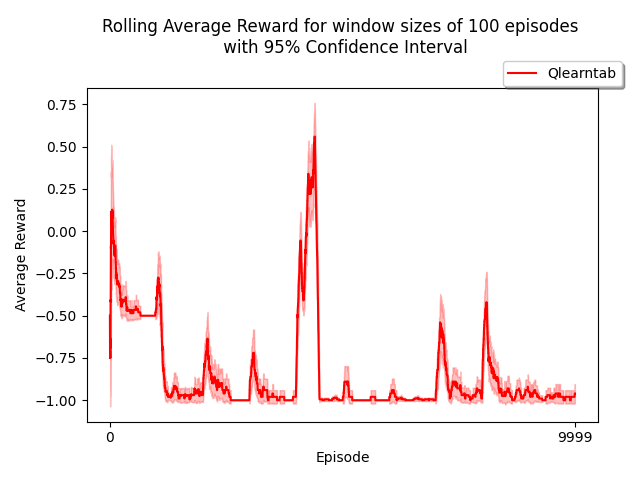 Rolling Average Reward for window sizes of 100 episodes
with 95% Confidence Interval
Qlearntab
0.75
0.50
0.25
0.00
−0.25
−0.50
−0.75
−1.00
Average Reward
0
9999
Episode